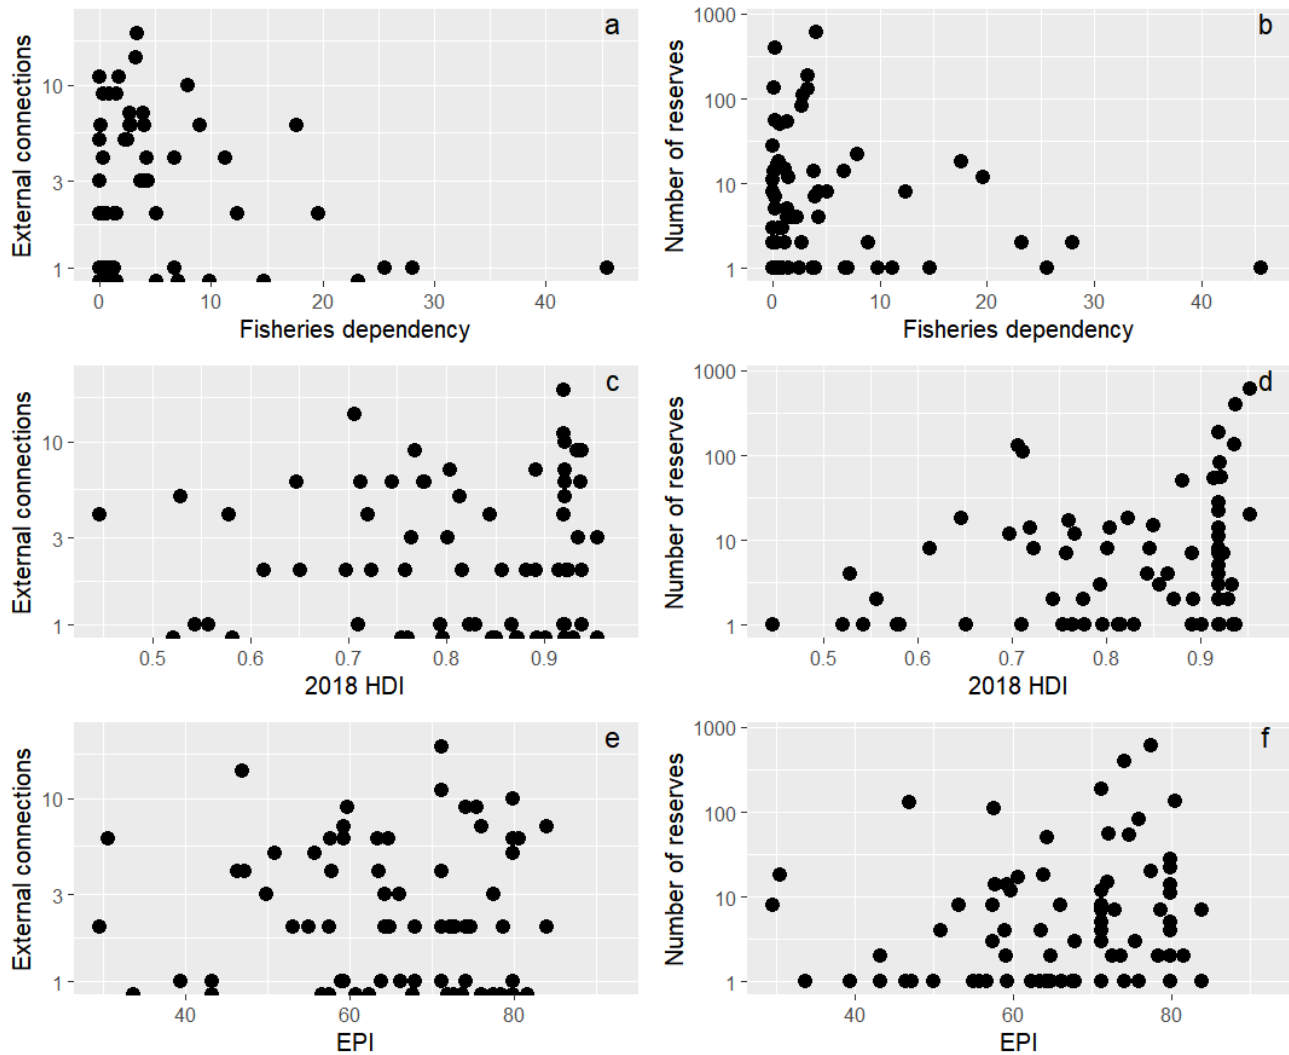 a
External connections
10
3
1
0
10
20
30
40
Fisheries dependency
b
Number of reserves
1000
100
10
1
0
10
20
30
40
Fisheries dependency
c
External connections
10
3
1
0.5
0.6
0.7
0.8
0.9
2018 HDI
d
Number of reserves
1000
100
10
1
0.5
0.6
0.7
0.8
0.9
2018 HDI
e
External connections
10
3
1
40
60
80
EPI
f
Number of reserves
1000
100
10
1
40
60
80
EPI